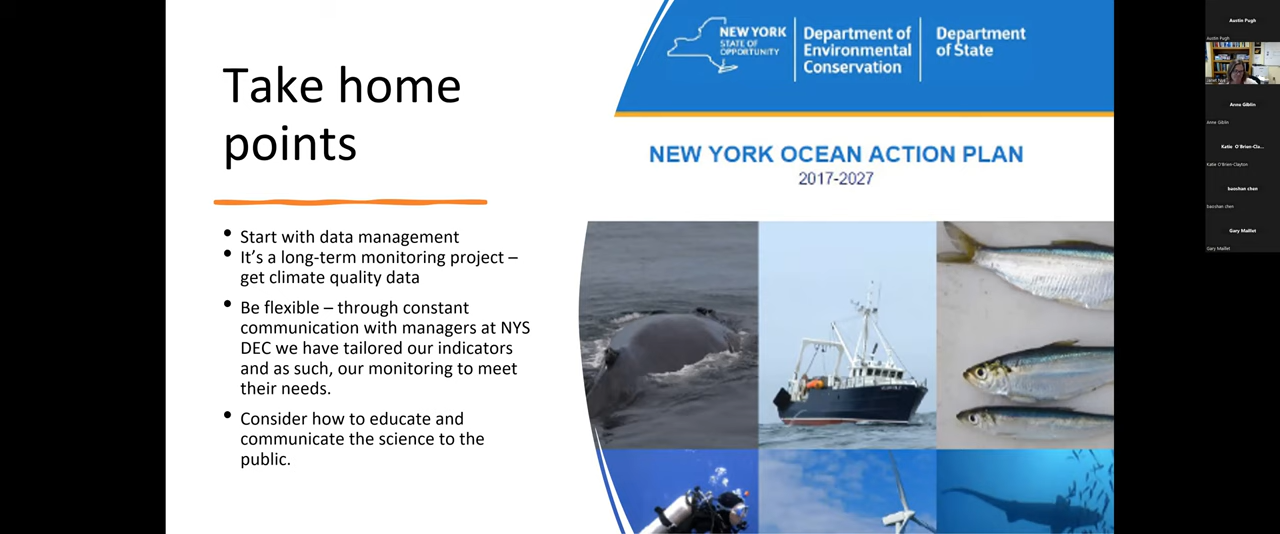 Take home
points
• Start with data management
• It's a long-term monitoring project –
get climate quality data
• Be flexible – through constant
communication with managers at NYS
DEC we have tailored our indicators
and as such, our monitoring to meet
their needs.
• Consider how to educate and
communicate the science to the
public.
NEW YORK
STATE OF
OPPORTUNITY
Department of
Environmental
Conservation
Department
of State
NEW YORK OCEAN ACTION PLAN
2017-2027
Austin Pugh
Austin Pugh
Anne Giblin
Anne Giblin
Katie O'Brien-Cla...
Katie O'Brien-Clayton
baoshan chen
baoshan chen
Gary Maillet
Gary Maillet